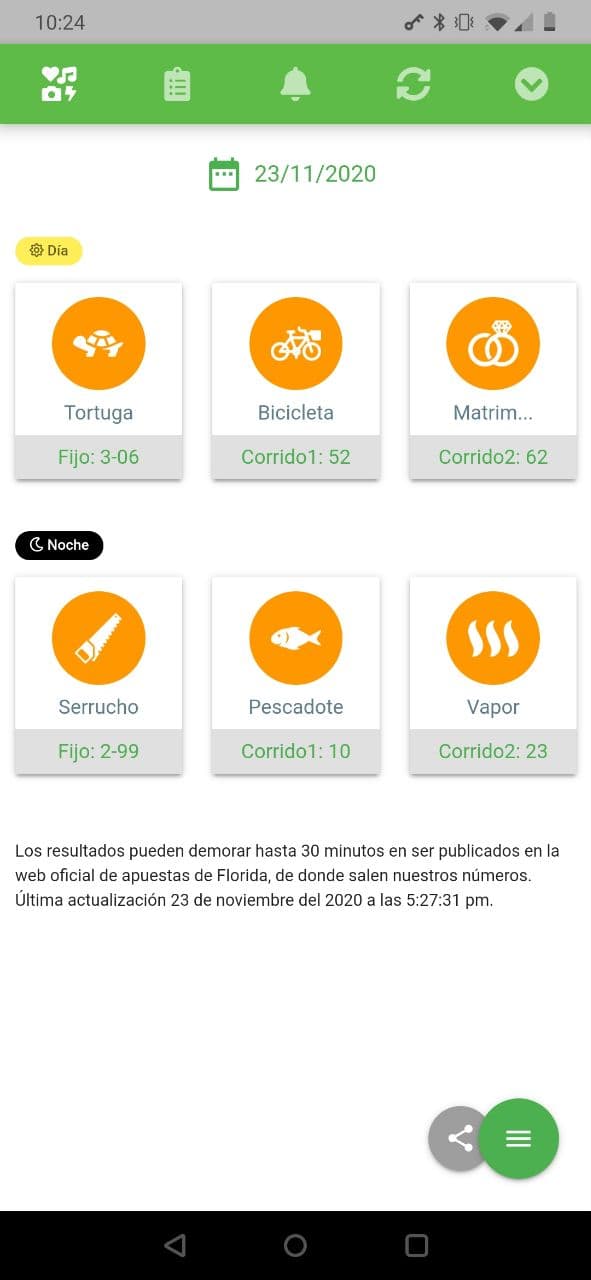 10:24
23/11/2020
Día
Tortuga
Bicicleta
Matrim...
Fijo: 3-06
Corrido1: 52
Corrido2: 62
Noche
Serrucho
Pescadote
Vapor
Fijo: 2-99
Corrido1: 10
Corrido2: 23
Los resultados pueden demorar hasta 30 minutos en ser publicados en la
web oficial de apuestas de Florida, de donde salen nuestros números.
Última actualización 23 de noviembre del 2020 a las 5:27:31 pm.